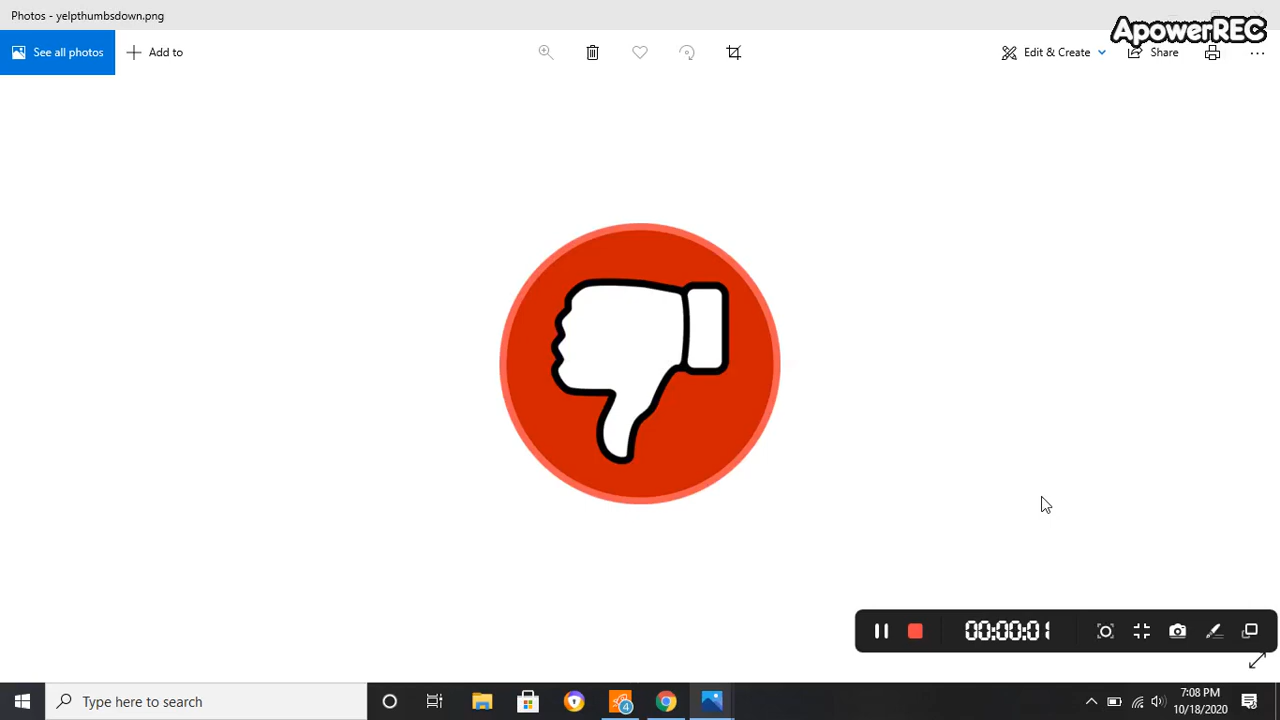 Photos - yelpthumbsdown.png
ApowerREC
See all photos
Add to
Edit & Create
Share
00:00:01
Type here to search
4
7:08 PM
10/18/2020